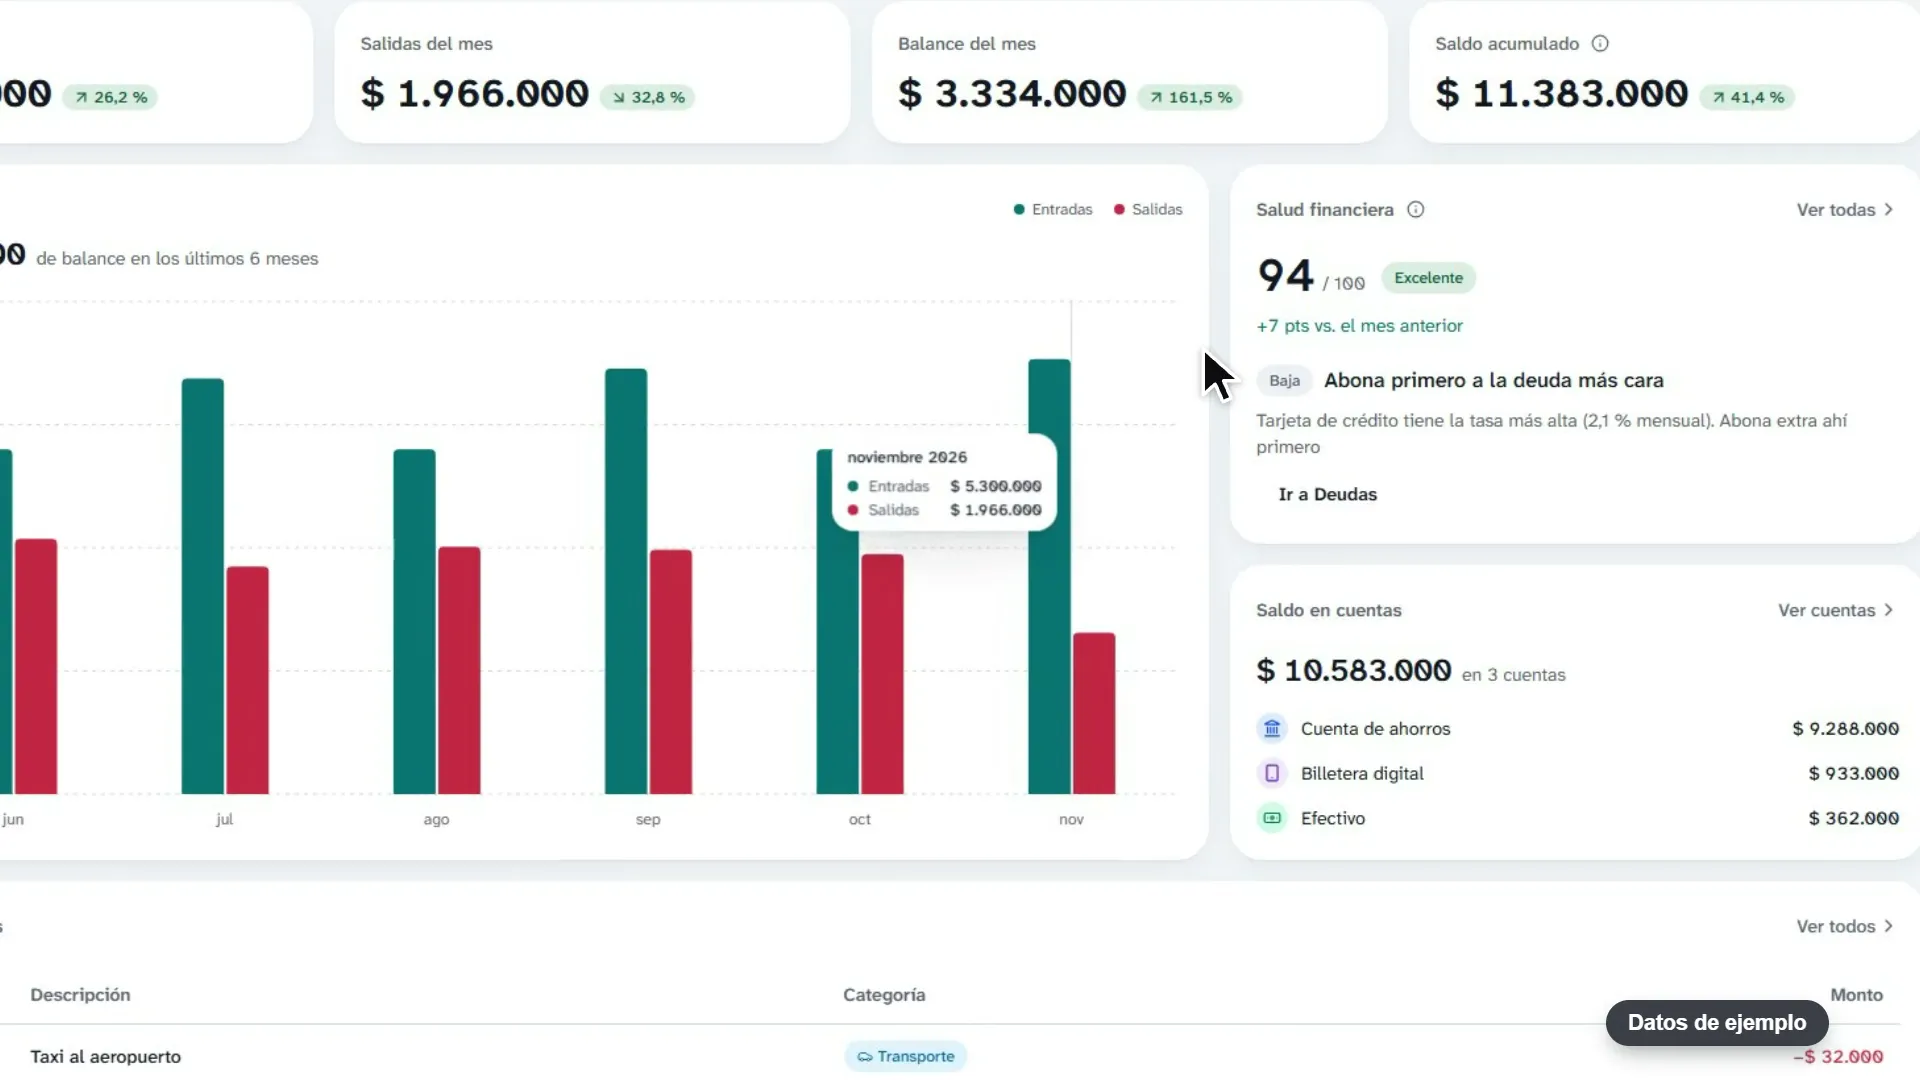 Salidas del mes
Balance del mes
Saldo acumulado
26,2 %
$ 1.966.000 32,8 %
$ 3.334.000 161,5 %
$ 11.383.000 41,4 %
Entradas Salidas
de balance en los últimos 6 meses
noviembre 2026
Entradas $ 5.300.000
Salidas $ 1.966.000
jun jul ago sep oct nov
Salud financiera
Ver todas
94 / 100 Excelente
+7 pts vs. el mes anterior
Baja Abona primero a la deuda más cara
Tarjeta de crédito tiene la tasa más alta (2,1 % mensual). Abona extra ahí
primero
Ir a Deudas
Saldo en cuentas
Ver cuentas
$ 10.583.000 en 3 cuentas
Cuenta de ahorros $ 9.288.000
Billetera digital $ 933.000
Efectivo $ 362.000
Ver todos
Descripción Categoría Monto
Datos de ejemplo
Taxi al aeropuerto Transporte –$ 32.000